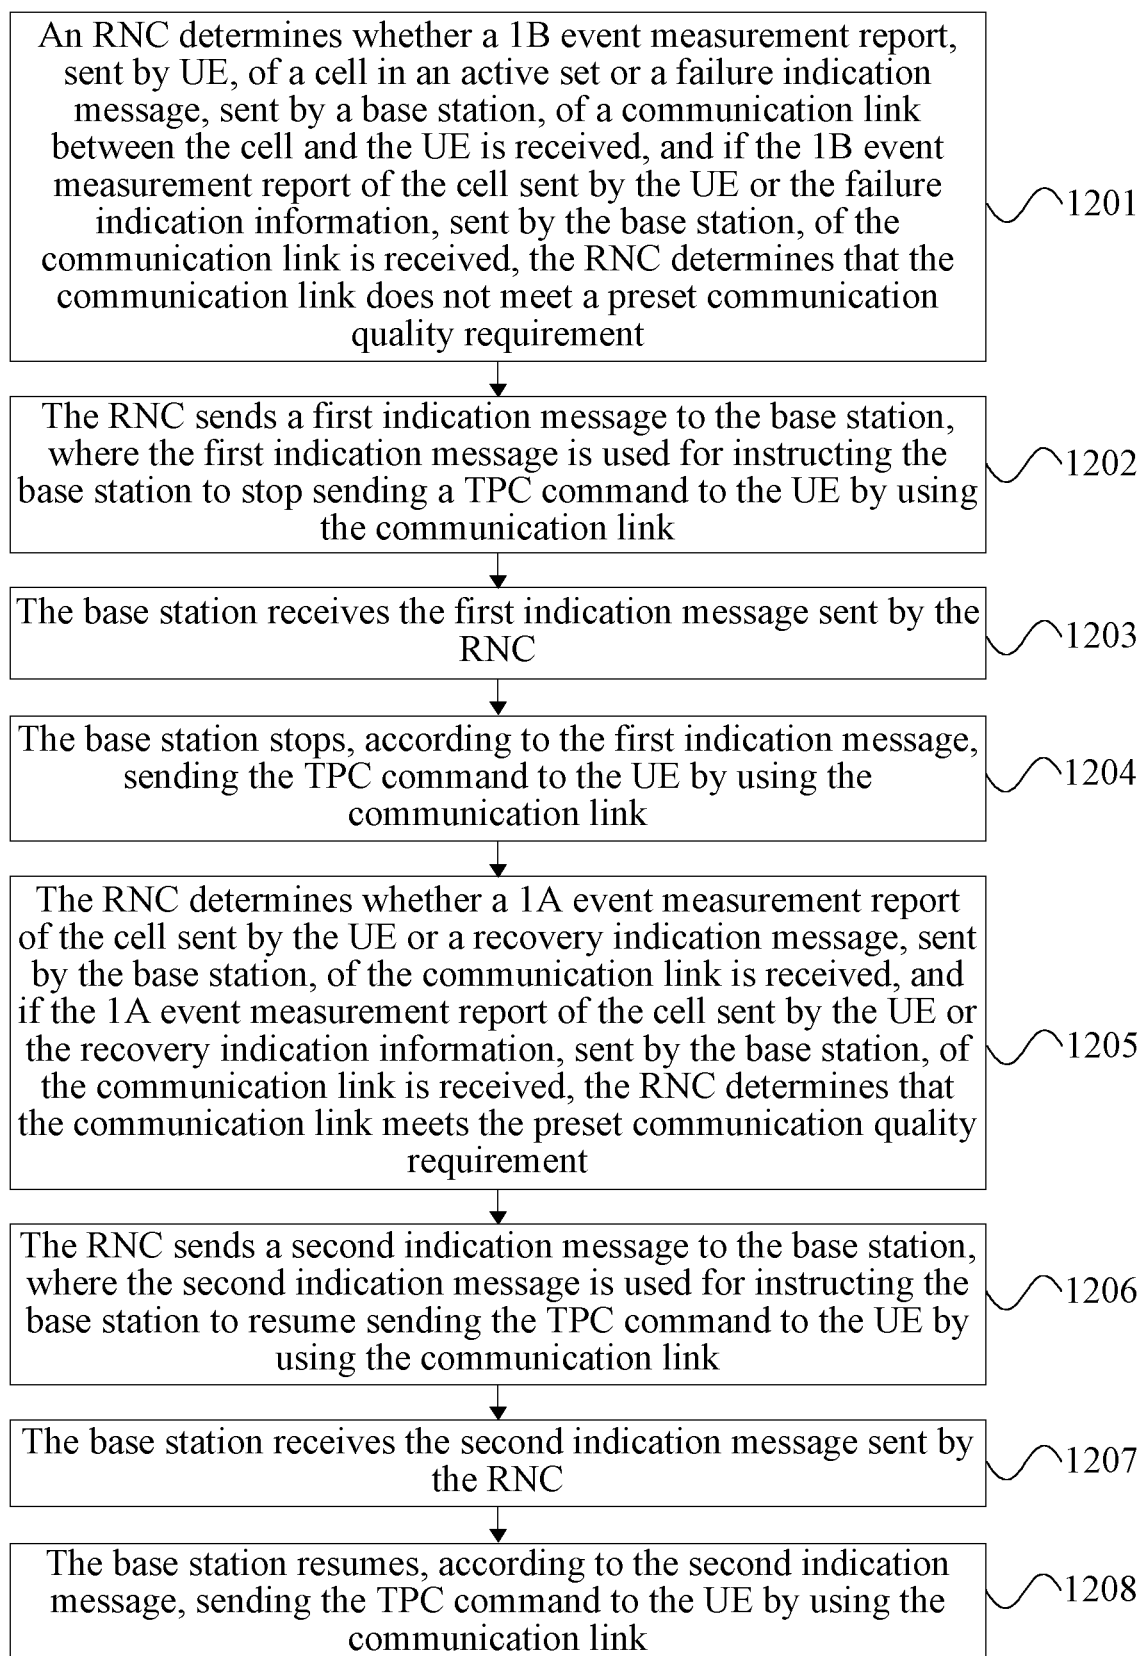 An RNC determines whether a 1B event measurement report,
sent by UE, of a cell in an active set or a failure indication
message, sent by a base station, of a communication link
between the cell and the UE is received, and if the 1B event
measurement report of the cell sent by the UE or the failure
indication information, sent by the base station, of the
communication link is received, the RNC determines that the
communication link does not meet a preset communication
quality requirement
1201
The RNC sends a first indication message to the base station,
where the first indication message is used for instructing the
base station to stop sending a TPC command to the UE by using
the communication link
1202
The base station receives the first indication message sent by the
RNC
1203
The base station stops, according to the first indication message,
sending the TPC command to the UE by using the
communication link
1204
The RNC determines whether a 1A event measurement report
of the cell sent by the UE or a recovery indication message, sent
by the base station, of the communication link is received, and
if the 1A event measurement report of the cell sent by the UE or
the recovery indication information, sent by the base station, of
the communication link is received, the RNC determines that
the communication link meets the preset communication quality
requirement
1205
The RNC sends a second indication message to the base station,
where the second indication message is used for instructing the
base station to resume sending the TPC command to the UE by
using the communication link
1206
The base station receives the second indication message sent by
the RNC
1207
The base station resumes, according to the second indication
message, sending the TPC command to the UE by using the
communication link
1208